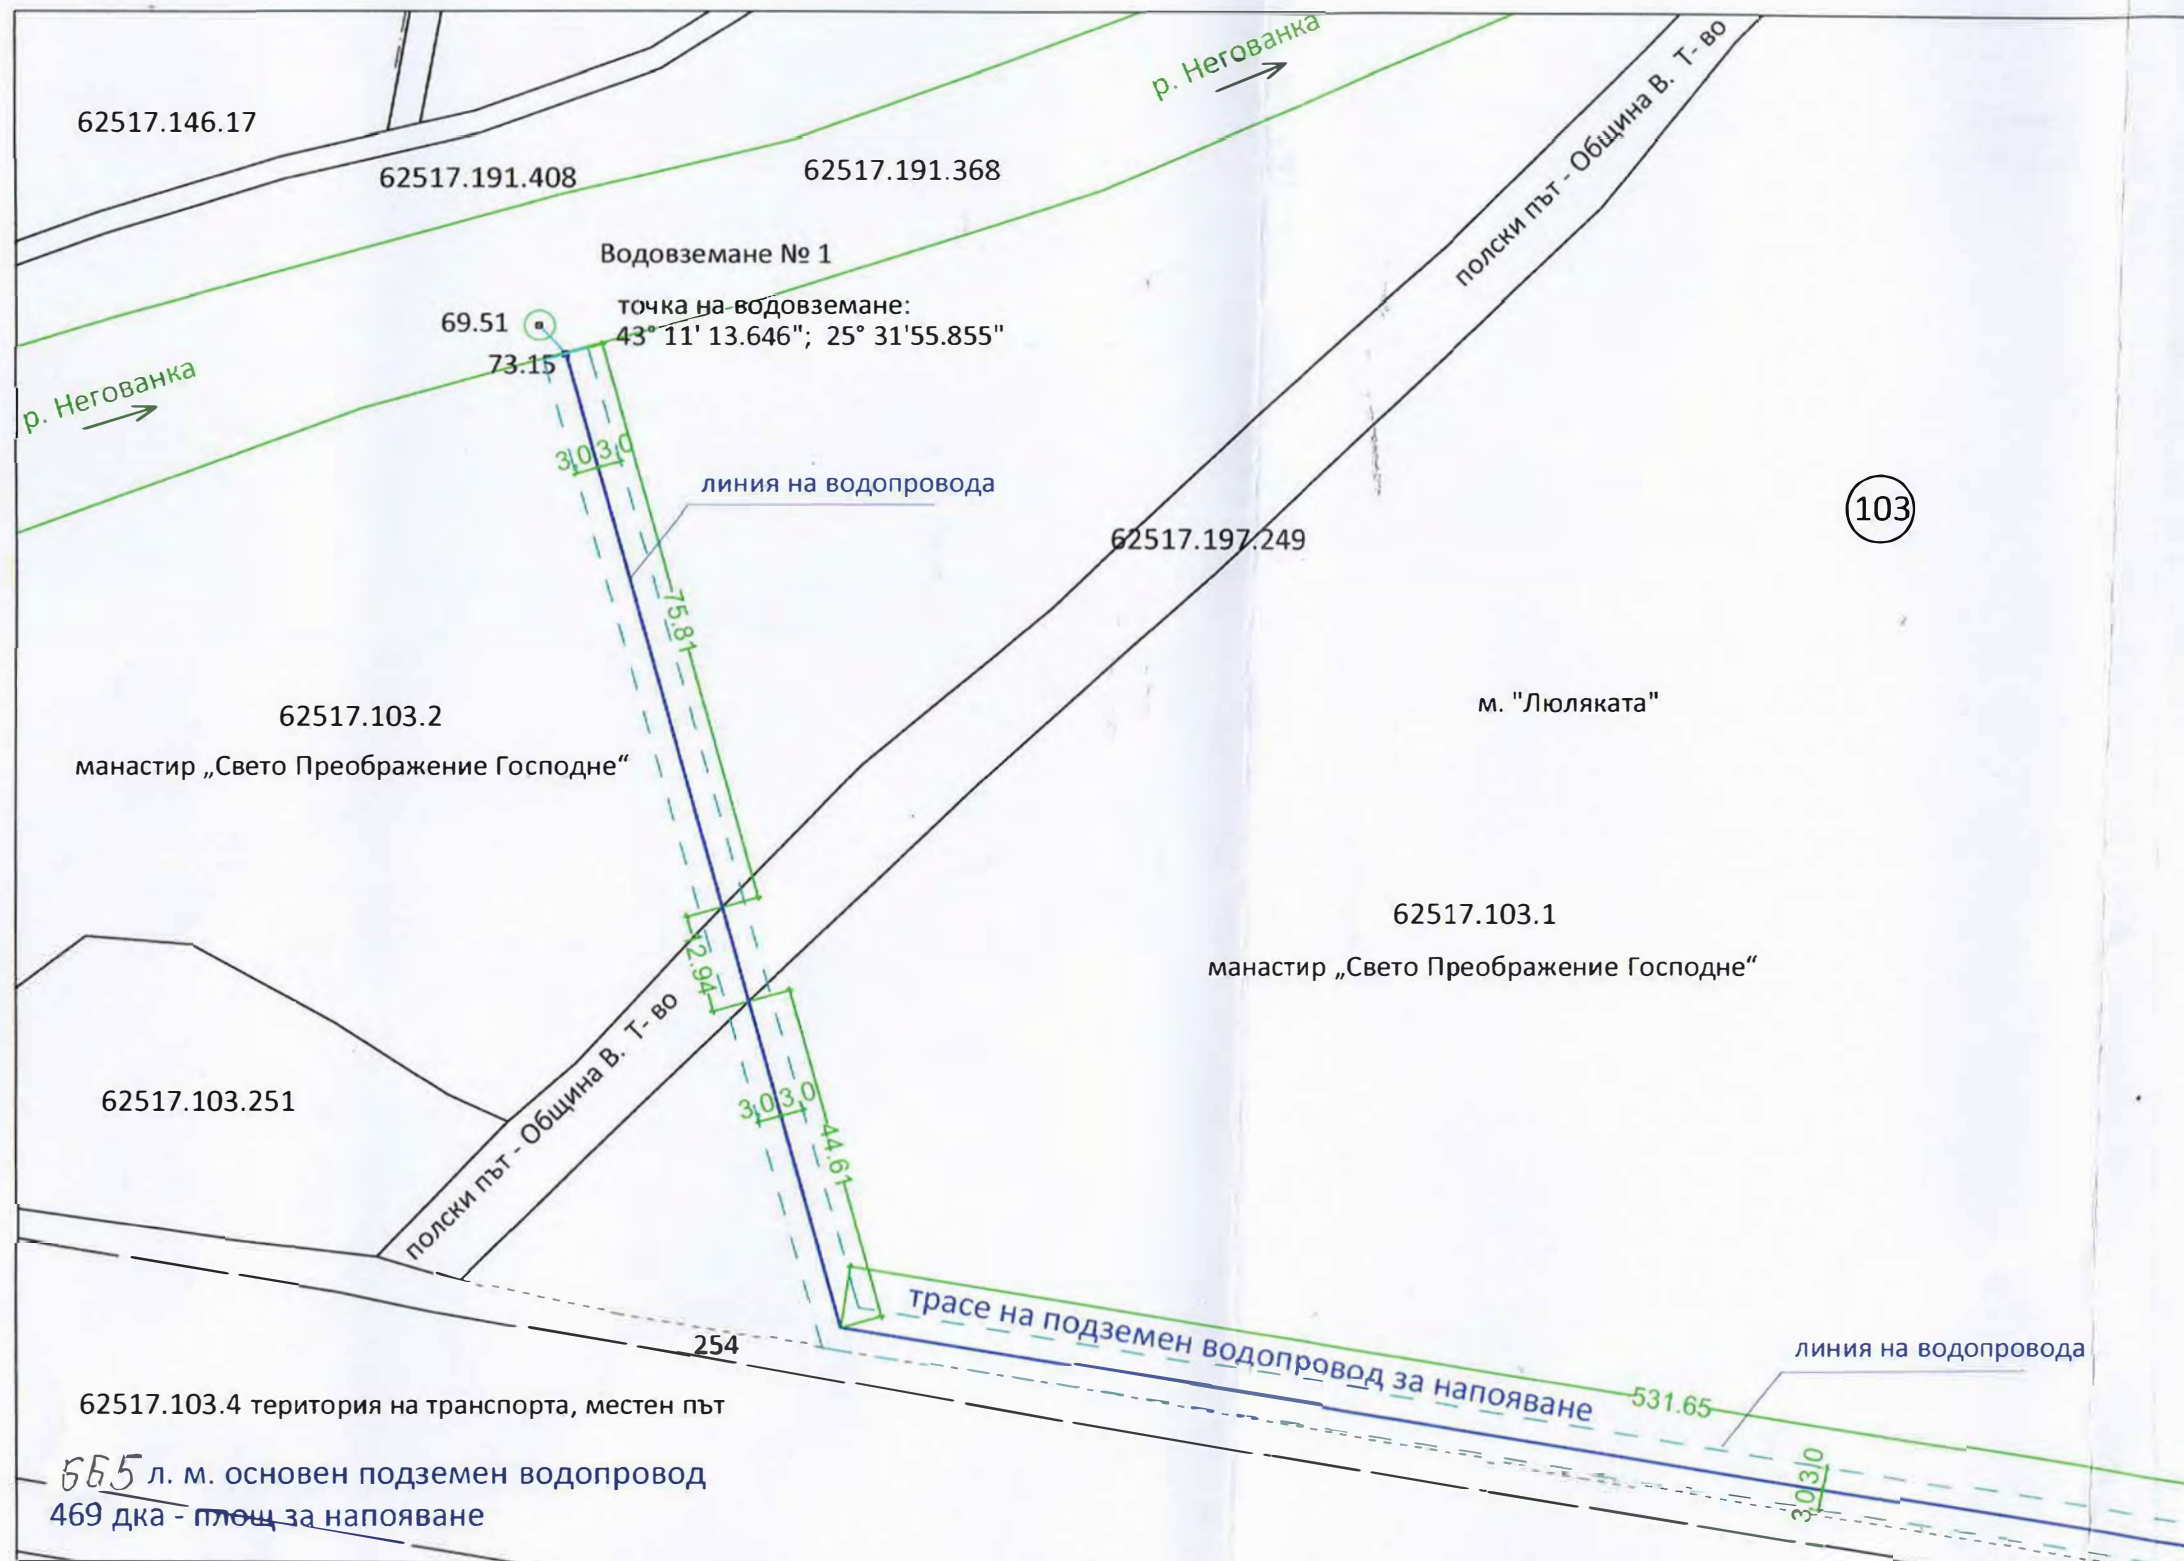 р. Негованка
полски път - Община В. Т- во
62517.146.17
62517.191.408
62517.191.368
Водовземане № 1
точка на водовземане:
43° 11' 13.646"; 25° 31'55.855"
69.51
73.15
р. Негованка
3,0 3,0
линия на водопровода
103
62517.197.249
75.81
м. "Люляката"
62517.103.2
манастир „Свето Преображение Господне“
62517.103.1
манастир „Свето Преображение Господне“
12.94
полски път - Община В. Т- во
62517.103.251
3,0 3,0
44.61
трасе на подземен водопровод за напояване
254
линия на водопровода
531.65
62517.103.4 територия на транспорта, местен път
3,0 3,0
665 л. м. основен подземен водопровод
469 дка - площ за напояване